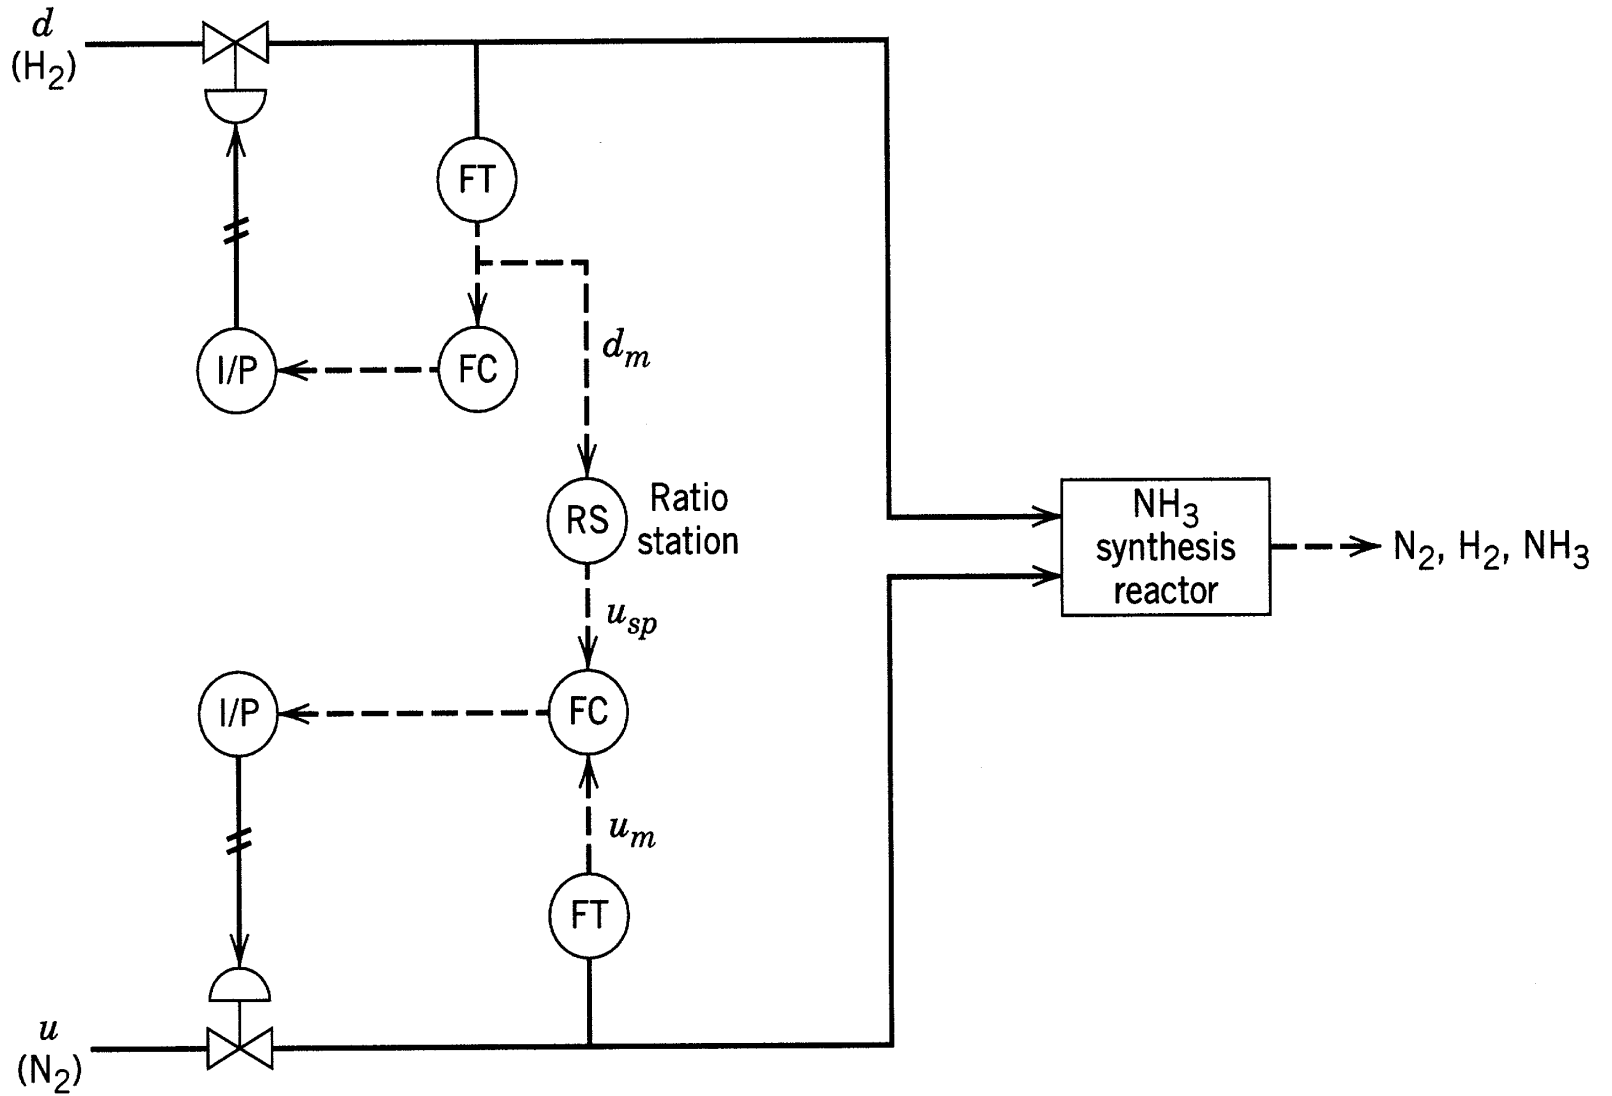 d
(H₂)
FT
dₘ
I/P
FC
RS
Ratio
station
NH₃
synthesis
reactor
N₂, H₂, NH₃
uₛₚ
I/P
FC
uₘ
FT
u
(N₂)